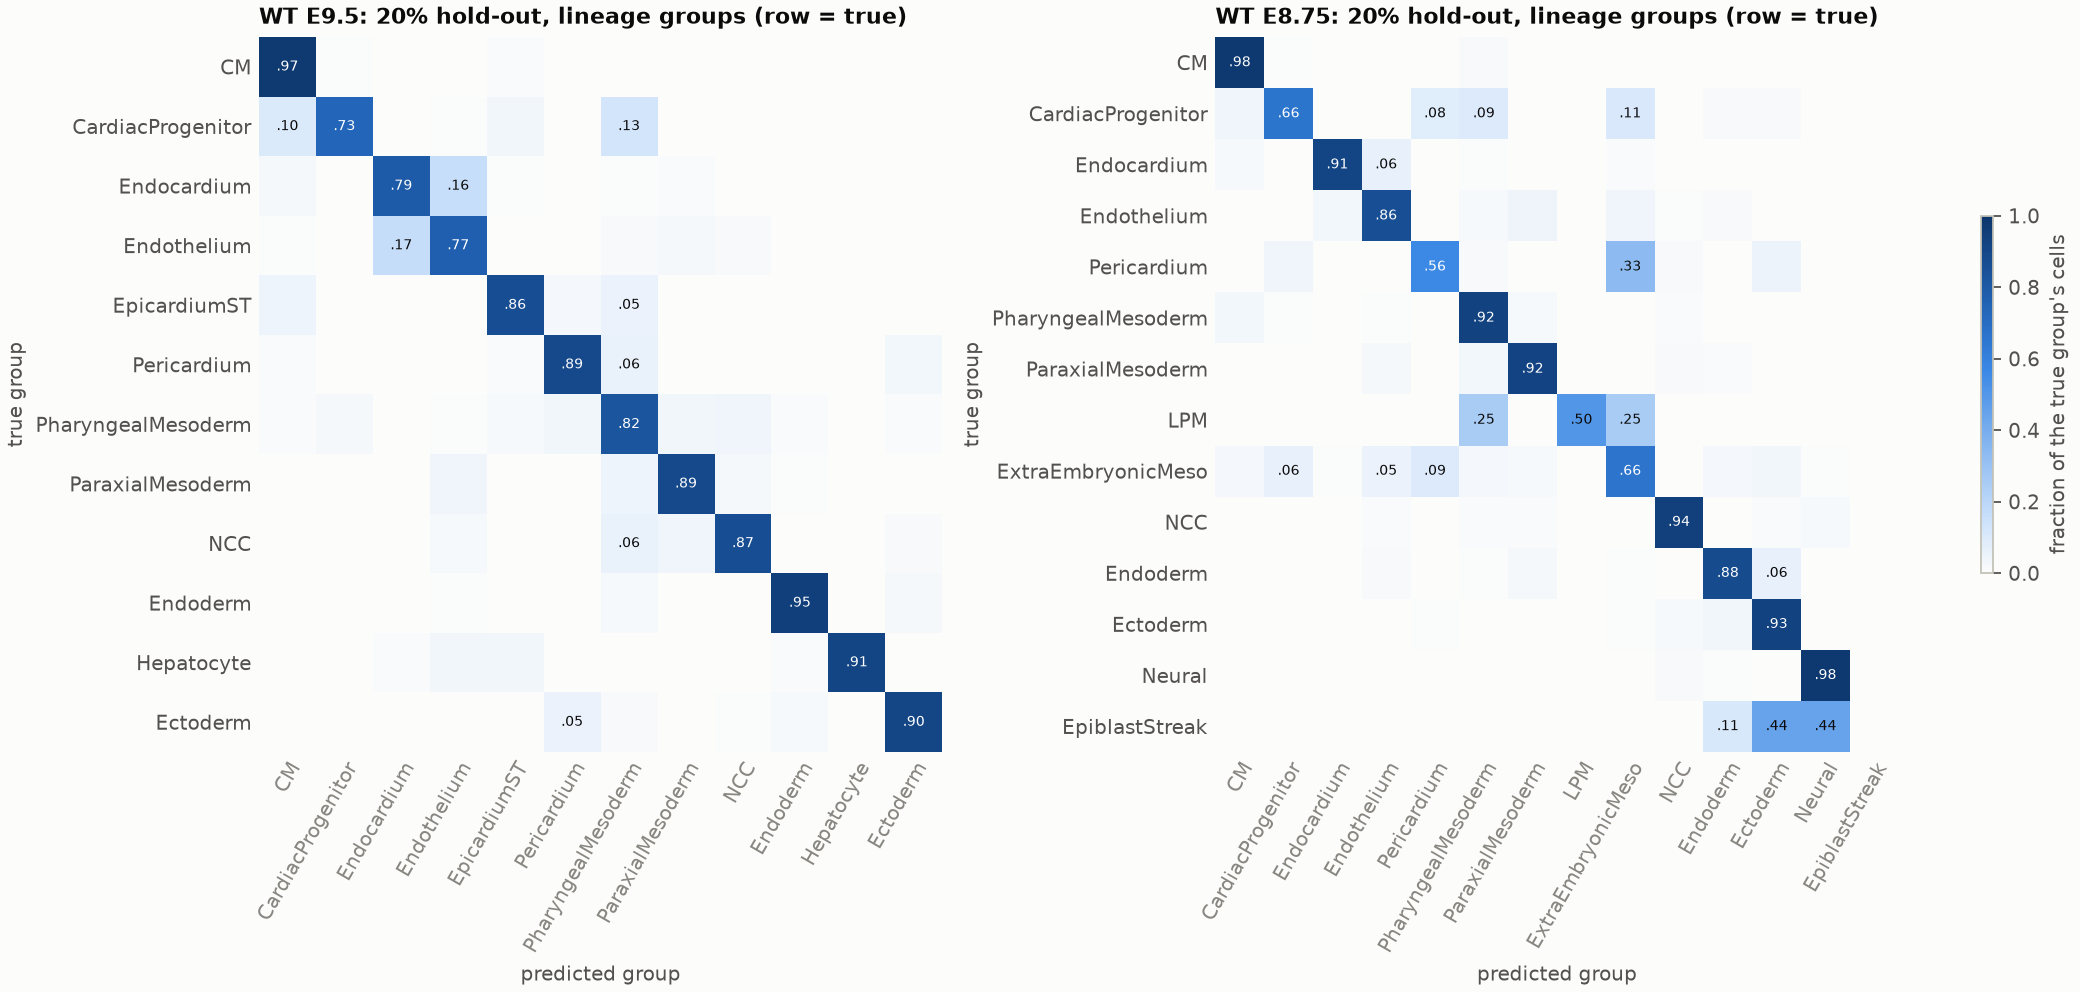 WT E9.5: 20% hold-out, lineage groups (row = true)
true group
CM .97
CardiacProgenitor .10 .73 .13
Endocardium .79 .16
Endothelium .17 .77
EpicardiumST .86 .05
Pericardium .89 .06
PharyngealMesoderm .82
ParaxialMesoderm .89
NCC .06 .87
Endoderm .95
Hepatocyte .91
Ectoderm .05 .90
CM
CardiacProgenitor
Endocardium
Endothelium
EpicardiumST
Pericardium
PharyngealMesoderm
ParaxialMesoderm
NCC
Endoderm
Hepatocyte
Ectoderm
predicted group
WT E8.75: 20% hold-out, lineage groups (row = true)
true group
CM .98
CardiacProgenitor .66 .08 .09 .11
Endocardium .91 .06
Endothelium .86
Pericardium .56 .33
PharyngealMesoderm .92
ParaxialMesoderm .92
LPM .25 .50 .25
ExtraEmbryonicMeso .06 .05 .09 .66
NCC .94
Endoderm .88 .06
Ectoderm .93
Neural .98
EpiblastStreak .11 .44 .44
CM
CardiacProgenitor
Endocardium
Endothelium
Pericardium
PharyngealMesoderm
ParaxialMesoderm
LPM
ExtraEmbryonicMeso
NCC
Endoderm
Ectoderm
Neural
EpiblastStreak
predicted group
1.0
0.8
0.6
0.4
0.2
0.0
fraction of the true group's cells